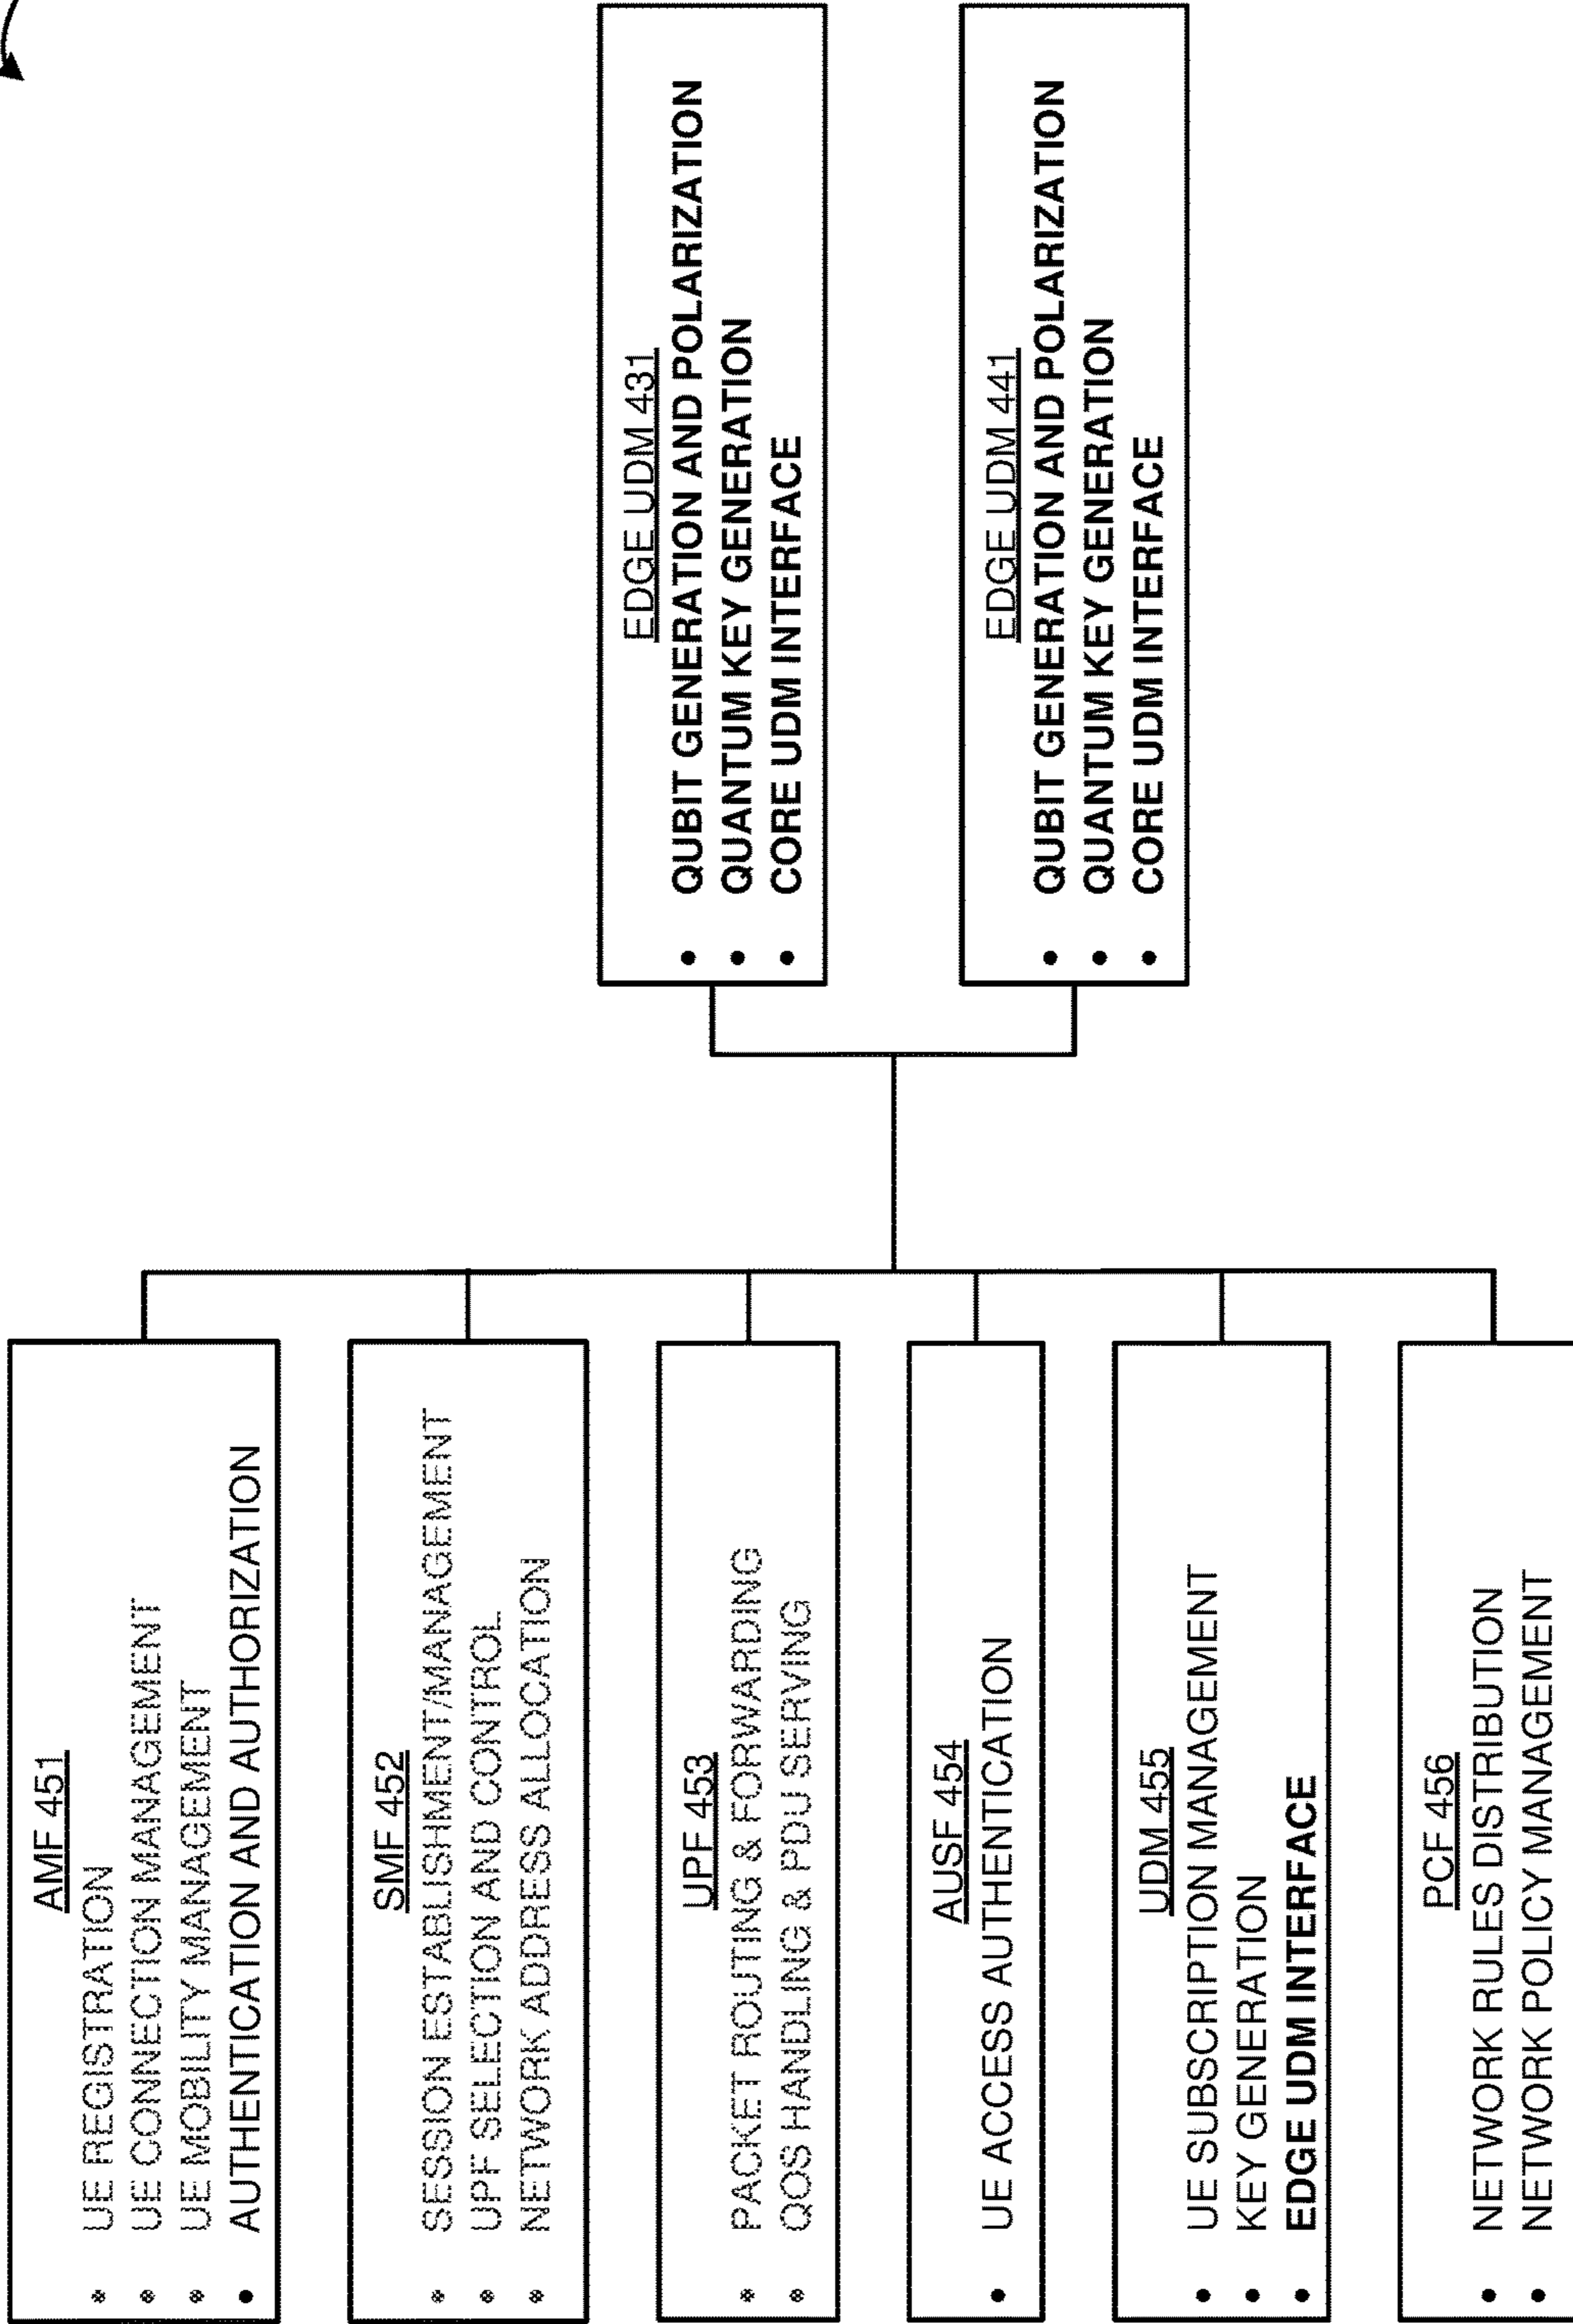 AMF 451
• UE REGISTRATION
• UE CONNECTION MANAGEMENT
• UE MOBILITY MANAGEMENT
• AUTHENTICATION AND AUTHORIZATION
SMF 452
• SESSION ESTABLISHMENT/MANAGEMENT
• UPF SELECTION AND CONTROL
• NETWORK ADDRESS ALLOCATION
UPF 453
• PACKET ROUTING & FORWARDING
• QOS HANDLING & PDU SERVING
AUSF 454
• UE ACCESS AUTHENTICATION
UDM 455
• UE SUBSCRIPTION MANAGEMENT
• KEY GENERATION
• EDGE UDM INTERFACE
PCF 456
• NETWORK RULES DISTRIBUTION
• NETWORK POLICY MANAGEMENT
EDGE UDM 431
• QUBIT GENERATION AND POLARIZATION
• QUANTUM KEY GENERATION
• CORE UDM INTERFACE
EDGE UDM 441
• QUBIT GENERATION AND POLARIZATION
• QUANTUM KEY GENERATION
• CORE UDM INTERFACE